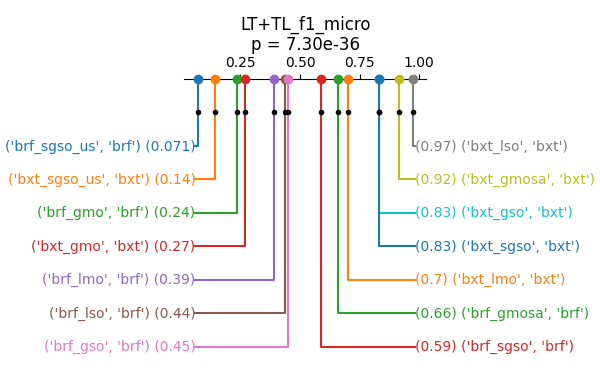 LT+TL_f1_micro
p = 7.30e-36
0.25 0.50 0.75 1.00
('brf_sgso_us', 'brf') (0.071) (0.97) ('bxt_lso', 'bxt')
('bxt_sgso_us', 'bxt') (0.14) (0.92) ('bxt_gmosa', 'bxt')
('brf_gmo', 'brf') (0.24) (0.83) ('bxt_gso', 'bxt')
('bxt_gmo', 'bxt') (0.27) (0.83) ('bxt_sgso', 'bxt')
('brf_lmo', 'brf') (0.39) (0.7) ('bxt_lmo', 'bxt')
('brf_lso', 'brf') (0.44) (0.66) ('brf_gmosa', 'brf')
('brf_gso', 'brf') (0.45) (0.59) ('brf_sgso', 'brf')